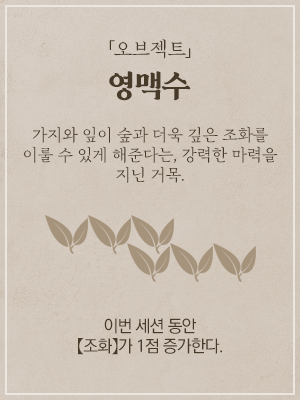 「오브젝트」
영맥수
가지와 잎이 숲과 더욱 깊은 조화를
이룰 수 있게 해준다는, 강력한 마력을
지닌 거목.
이번 세션 동안
【조화】가 1점 증가한다.